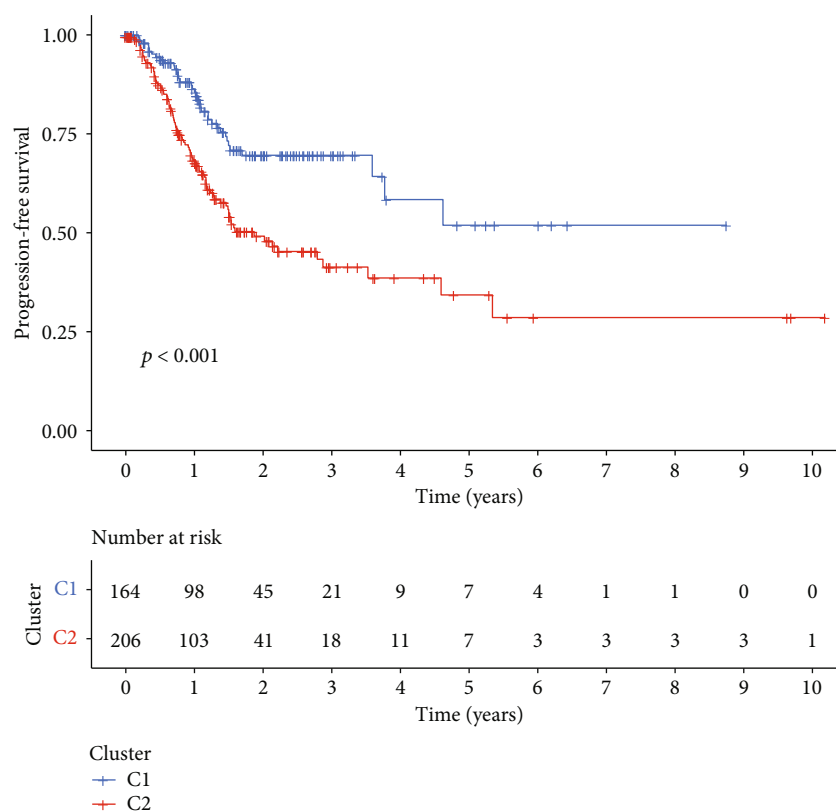 Progression-free survival
1.00
0.75
0.50
0.25
0.00
p < 0.001
0 1 2 3 4 5 6 7 8 9 10
Time (years)
Number at risk
Cluster
C1 164 98 45 21 9 7 4 1 1 0 0
C2 206 103 41 18 11 7 3 3 3 3 1
0 1 2 3 4 5 6 7 8 9 10
Time (years)
Cluster
C1
C2